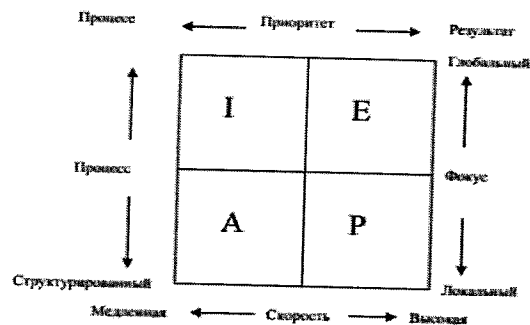 Процесс Приоритет Результат
Глобальный
I E
Процесс Фокус
A P
Структурированный Локальный
Медленная Скорость Высокая